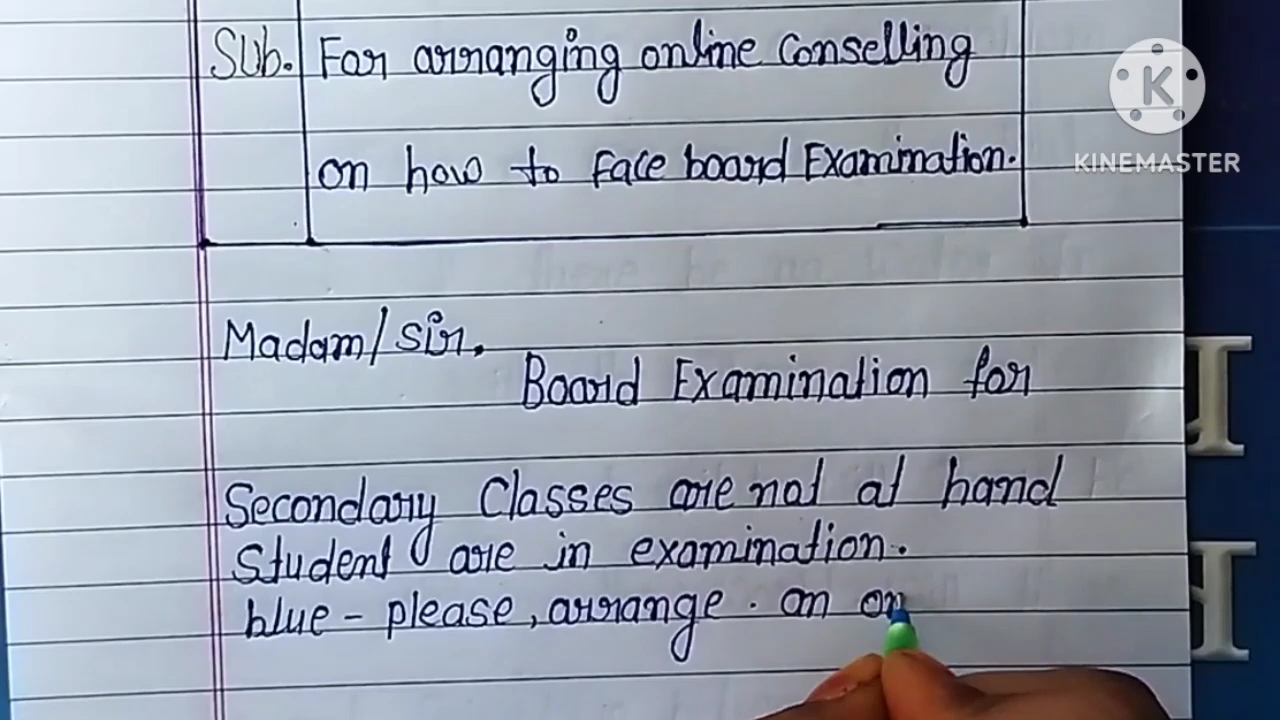 Sub. For arranging online Conselling
on how to Face board Examination.
KINEMASTER
Madam/Sir.
Board Examination for
Secondary Classes are not at hand
Student are in examination.
blue - please, arrange. an on